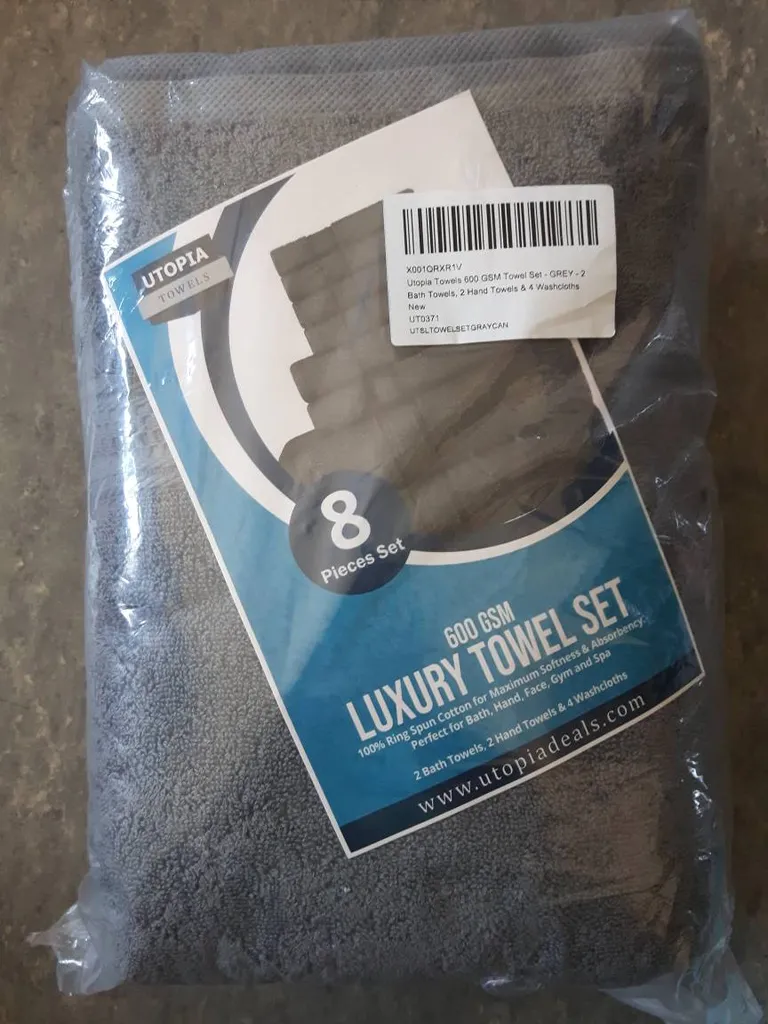 UTOPIA
TOWELS
X001QRXR1V
Utopia Towels 600 GSM Towel Set - GREY - 2
Bath Towels, 2 Hand Towels & 4 Washcloths
New
UT0371
UTSLTOWELSETGRAYCAN
8
Pieces Set
600 GSM
LUXURY TOWEL SET
100% Ring Spun Cotton for Maximum Softness & Absorbency.
Perfect for Bath, Hand, Face, Gym and Spa
2 Bath Towels, 2 Hand Towels & 4 Washcloths
www.utopiadeals.com